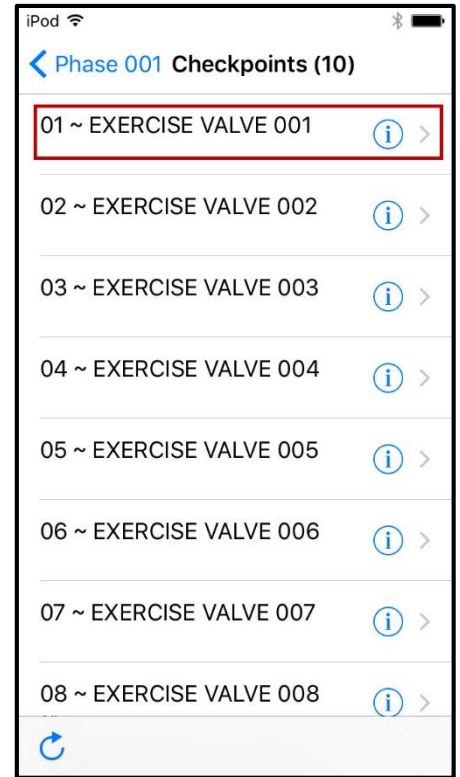 iPod
Phase 001 Checkpoints (10)
01 ~ EXERCISE VALVE 001
02 ~ EXERCISE VALVE 002
03 ~ EXERCISE VALVE 003
04 ~ EXERCISE VALVE 004
05 ~ EXERCISE VALVE 005
06 ~ EXERCISE VALVE 006
07 ~ EXERCISE VALVE 007
08 ~ EXERCISE VALVE 008